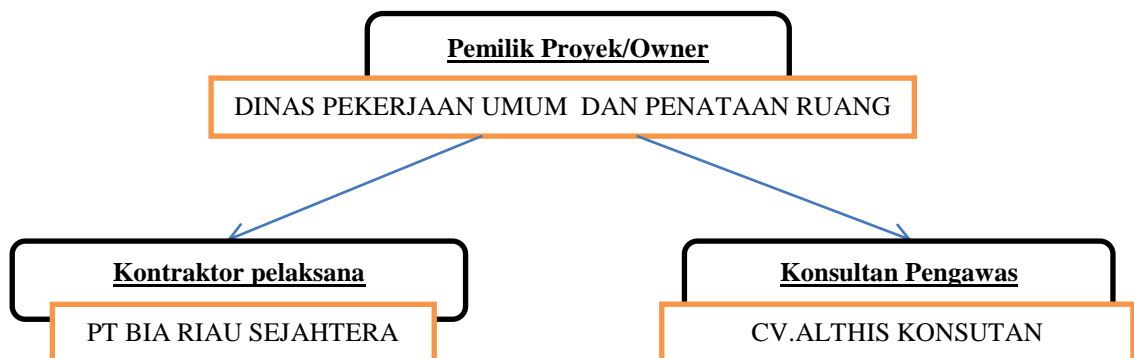 Pemilik Proyek/Owner
DINAS PEKERJAAN UMUM DAN PENATAAN RUANG
Kontraktor pelaksana
PT BIA RIAU SEJAHTERA
Konsultan Pengawas
CV.ALTHIS KONSUTAN